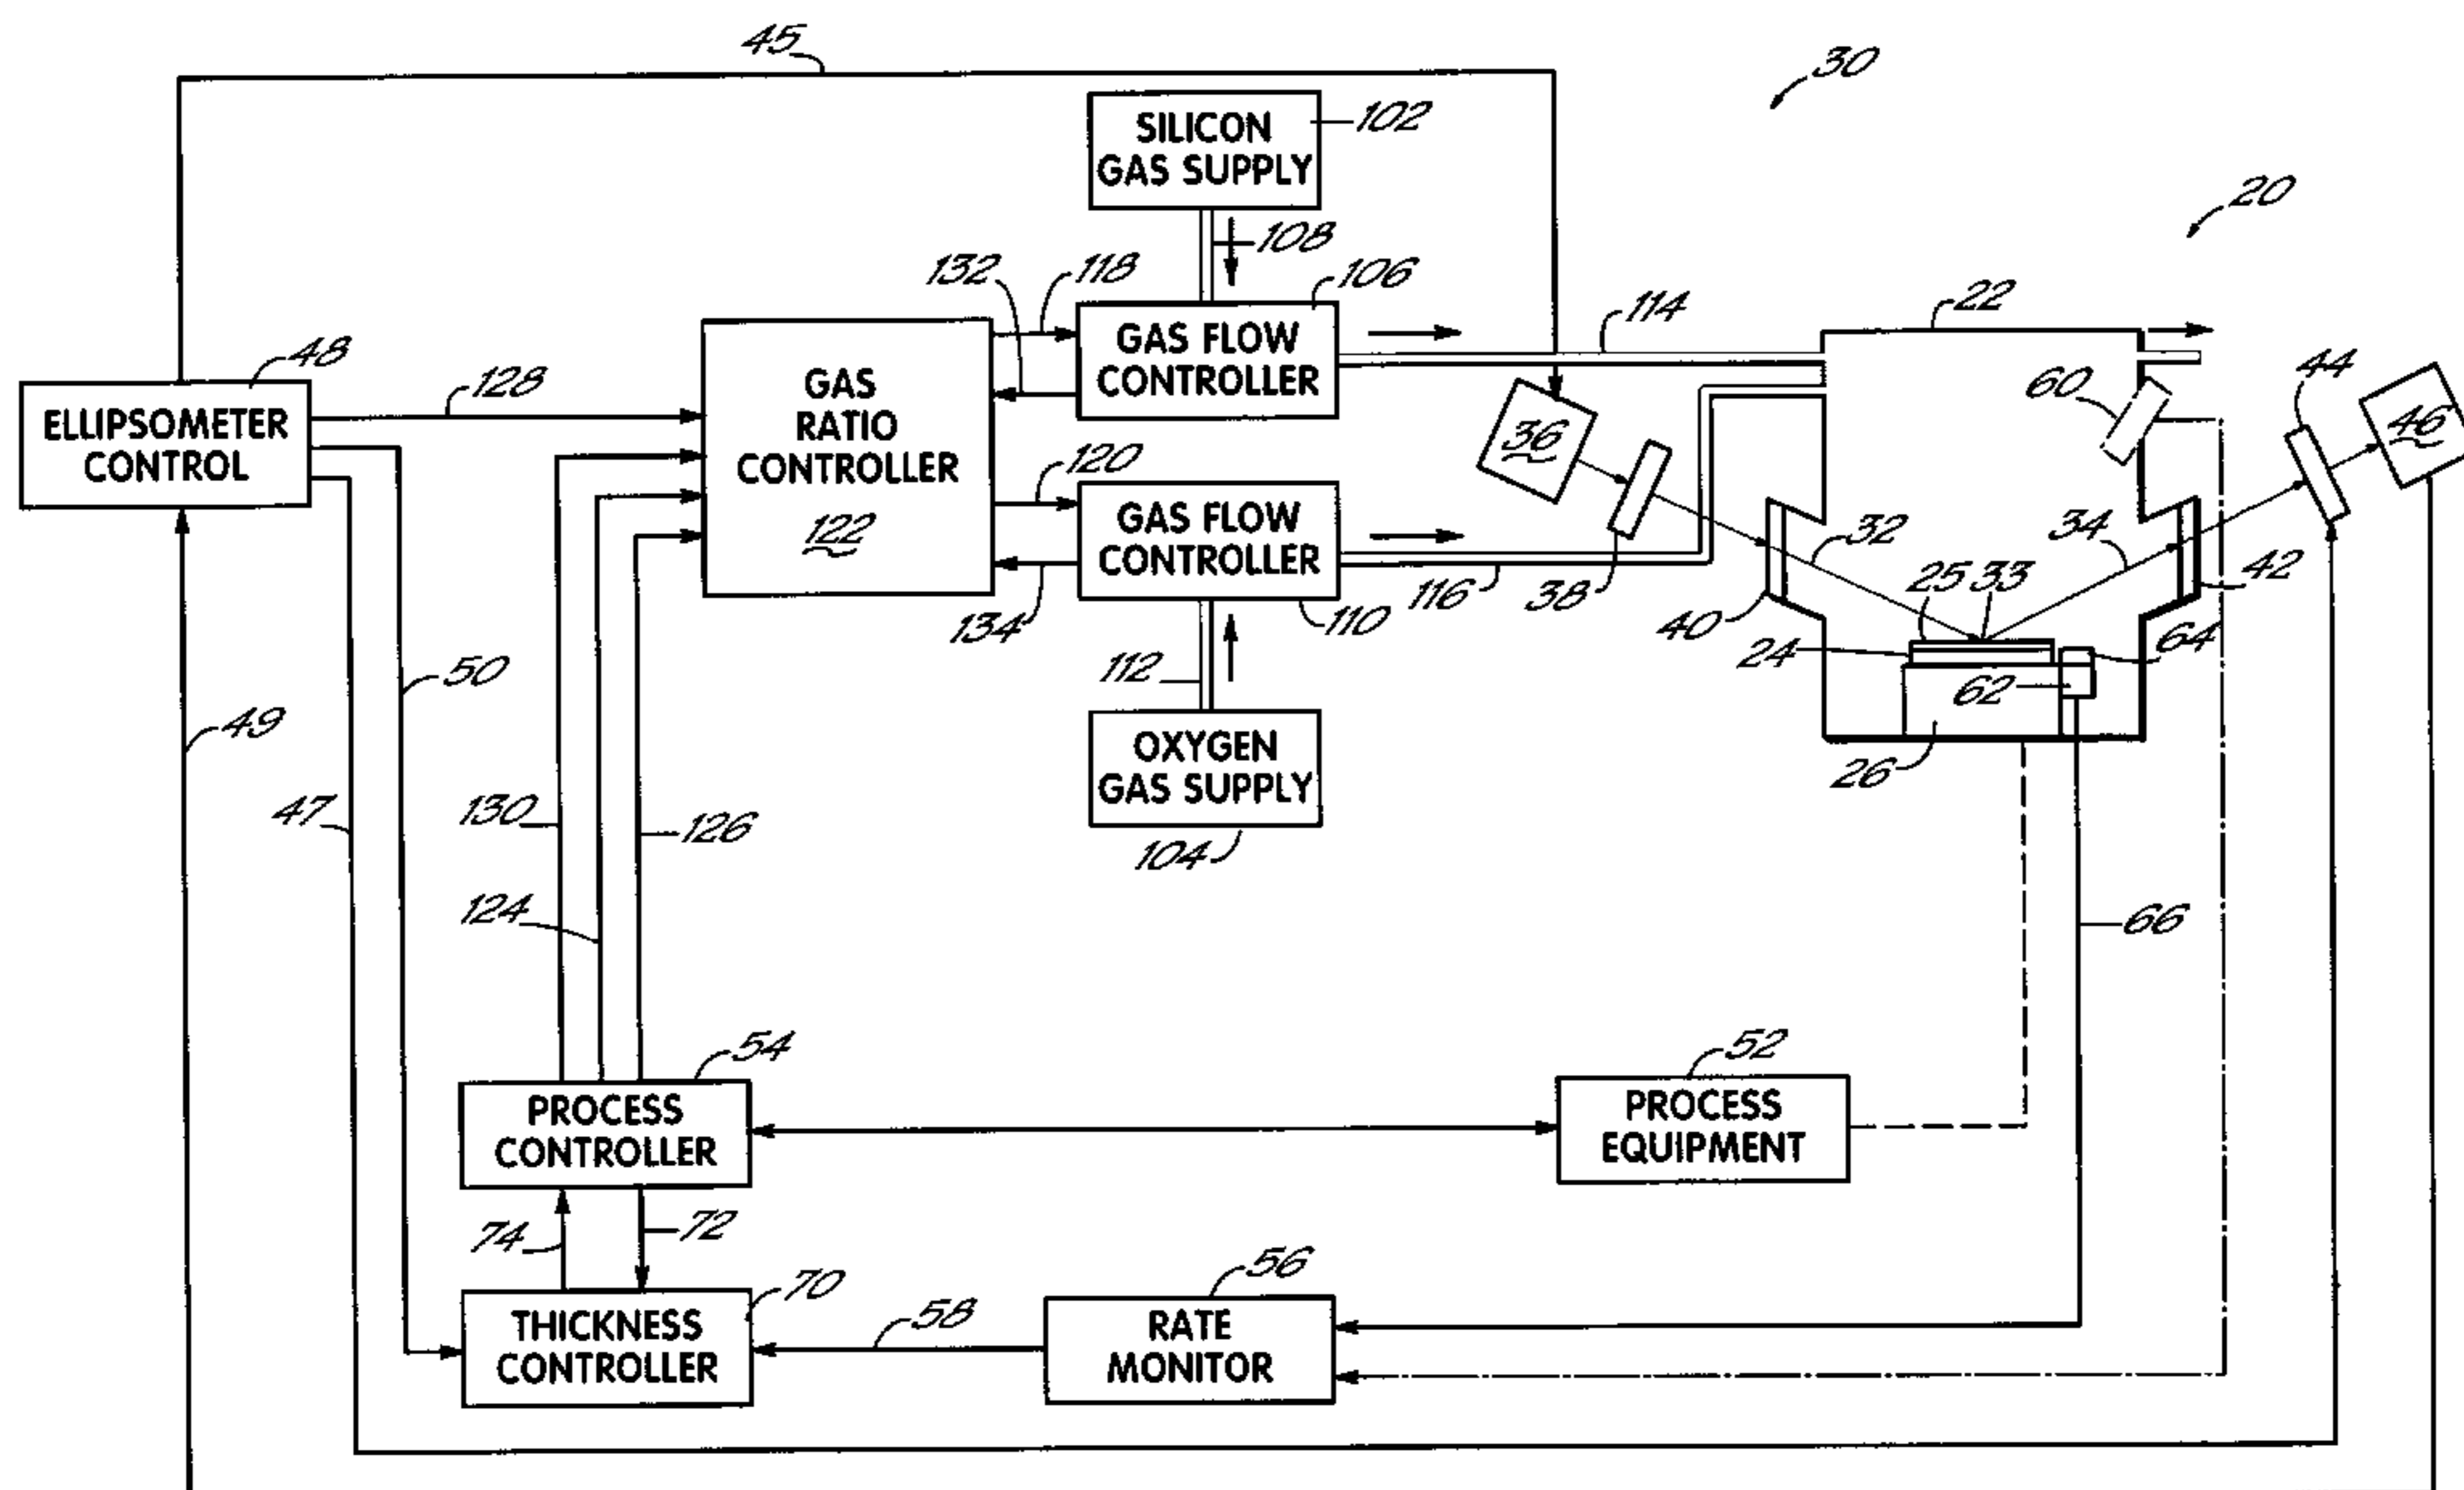 45
30
SILICON
GAS SUPPLY
102
20
108
132
118
106
114
22
48
128
GAS
RATIO
CONTROLLER
122
GAS FLOW
CONTROLLER
60
44
46
ELLIPSOMETER
CONTROL
36
120
GAS FLOW
CONTROLLER
32
34
42
134
110
116
38
25
33
40
24
64
62
26
112
OXYGEN
GAS SUPPLY
104
50
49
47
130
126
124
66
54
52
PROCESS
CONTROLLER
PROCESS
EQUIPMENT
74
72
70
56
THICKNESS
CONTROLLER
58
RATE
MONITOR